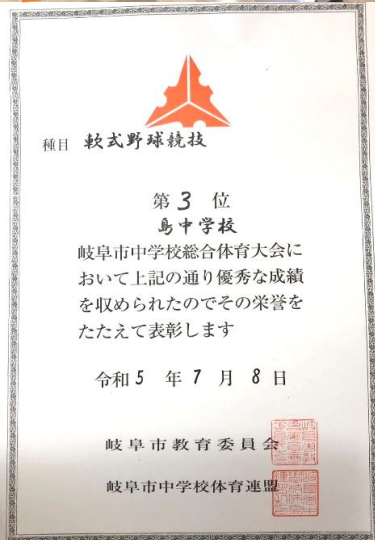 種目 軟式野球競技
第 3 位
島中学校
岐阜市中学校総合体育大会に
おいて上記の通り優秀な成績
を収められたのでその栄誉を
たたえて表彰します
令和 5 年 7 月 8 日
岐阜市教育委員会
岐阜市中学校体育連盟